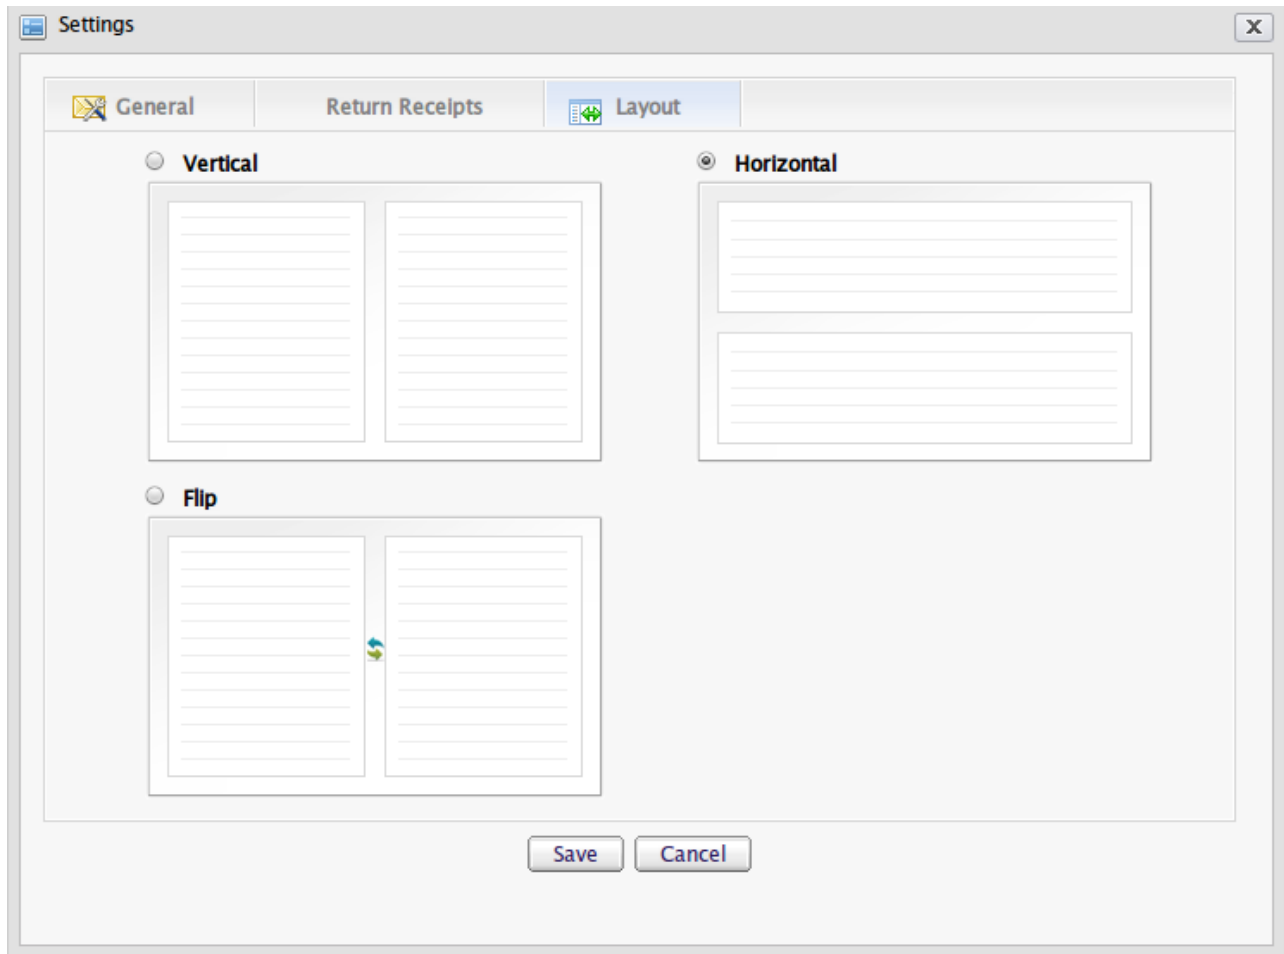 Settings
X
General Return Receipts Layout
Vertical Horizontal
Flip
Save Cancel